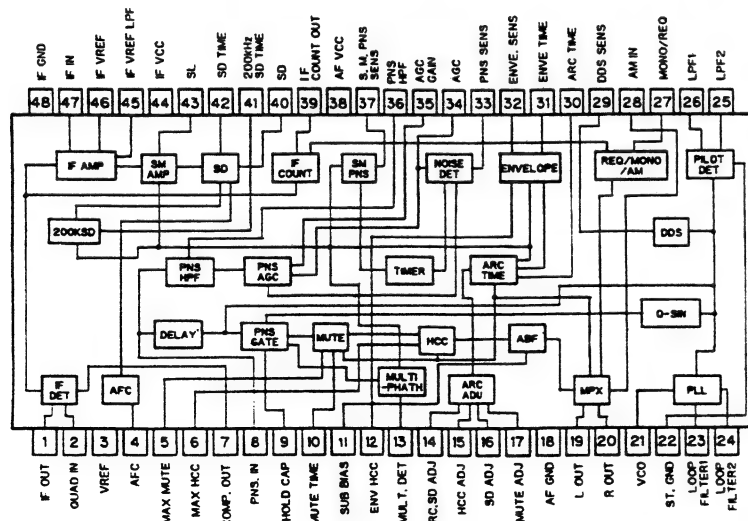 IF GND
IF IN
IF VREF
IF VREF LPF
IF VCC
SL
SD TIME
200kHz
SD TIME
SD
IF
COUNT OUT
AF VCC
S. M. PNS
SENS
PNS
HPF
AGC
GAIN
AGC
PNS SENS
ENVE. SENS
ENVE TIME
ARC TIME
DDS SENS
AM IN
MONO/REQ
LPF1
LPF2
48 47 46 45 44 43 42 41 40 39 38 37 36 35 34 33 32 31 30 29 28 27 26 25
IF AMP
SM
AMP
SD
IF
COUNT
SM
PNS
NOISE
DET
ENVELOPE
REQ/MONO
/AM
PILOT
DET
200KSD
DDS
PNS
HPF
PNS
AGC
TIMER
ARC
TIME
Q-SIN
DELAY
PNS
GATE
MUTE
HCC
ABF
IF
DET
AFC
MULTI
-PHATH
ARC
ADJ
MPX
PLL
1 2 3 4 5 6 7 8 9 10 11 12 13 14 15 16 17 18 19 20 21 22 23 24
IF OUT
QUAD IN
VREF
AFC
MAX MUTE
MAX HCC
COMP. OUT
PNS. IN
HOLD CAP
MUTE TIME
SUB BIAS
ENV HCC
MULT. DET
RC,SD ADJ
HCC ADJ
SD ADJ
MUTE ADJ
AF GND
L OUT
R OUT
VCO
ST. GND
LOOP
FILTER1
LOOP
FILTER2